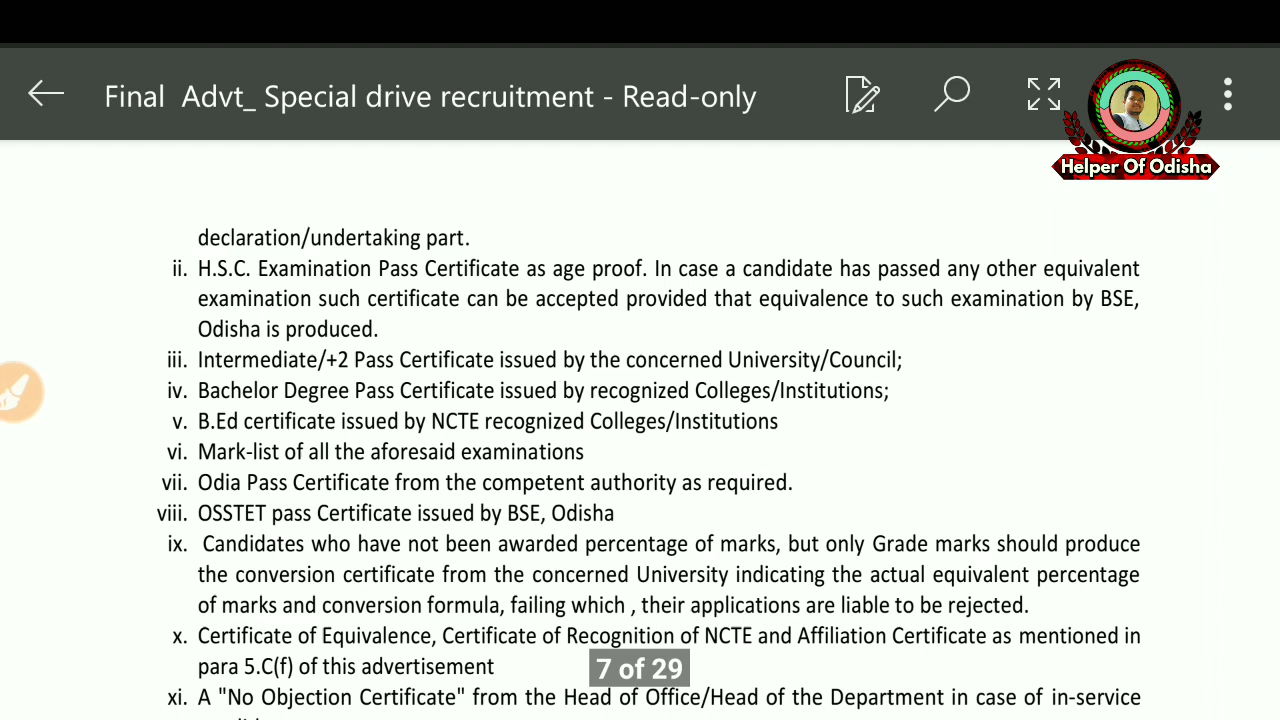 Final Advt_ Special drive recruitment - Read-only
Helper Of Odisha
declaration/undertaking part.
ii. H.S.C. Examination Pass Certificate as age proof. In case a candidate has passed any other equivalent
examination such certificate can be accepted provided that equivalence to such examination by BSE,
Odisha is produced.
iii. Intermediate/+2 Pass Certificate issued by the concerned University/Council;
iv. Bachelor Degree Pass Certificate issued by recognized Colleges/Institutions;
v. B.Ed certificate issued by NCTE recognized Colleges/Institutions
vi. Mark-list of all the aforesaid examinations
vii. Odia Pass Certificate from the competent authority as required.
viii. OSSTET pass Certificate issued by BSE, Odisha
ix. Candidates who have not been awarded percentage of marks, but only Grade marks should produce
the conversion certificate from the concerned University indicating the actual equivalent percentage
of marks and conversion formula, failing which , their applications are liable to be rejected.
x. Certificate of Equivalence, Certificate of Recognition of NCTE and Affiliation Certificate as mentioned in
para 5.C(f) of this advertisement
7 of 29
xi. A "No Objection Certificate" from the Head of Office/Head of the Department in case of in-service